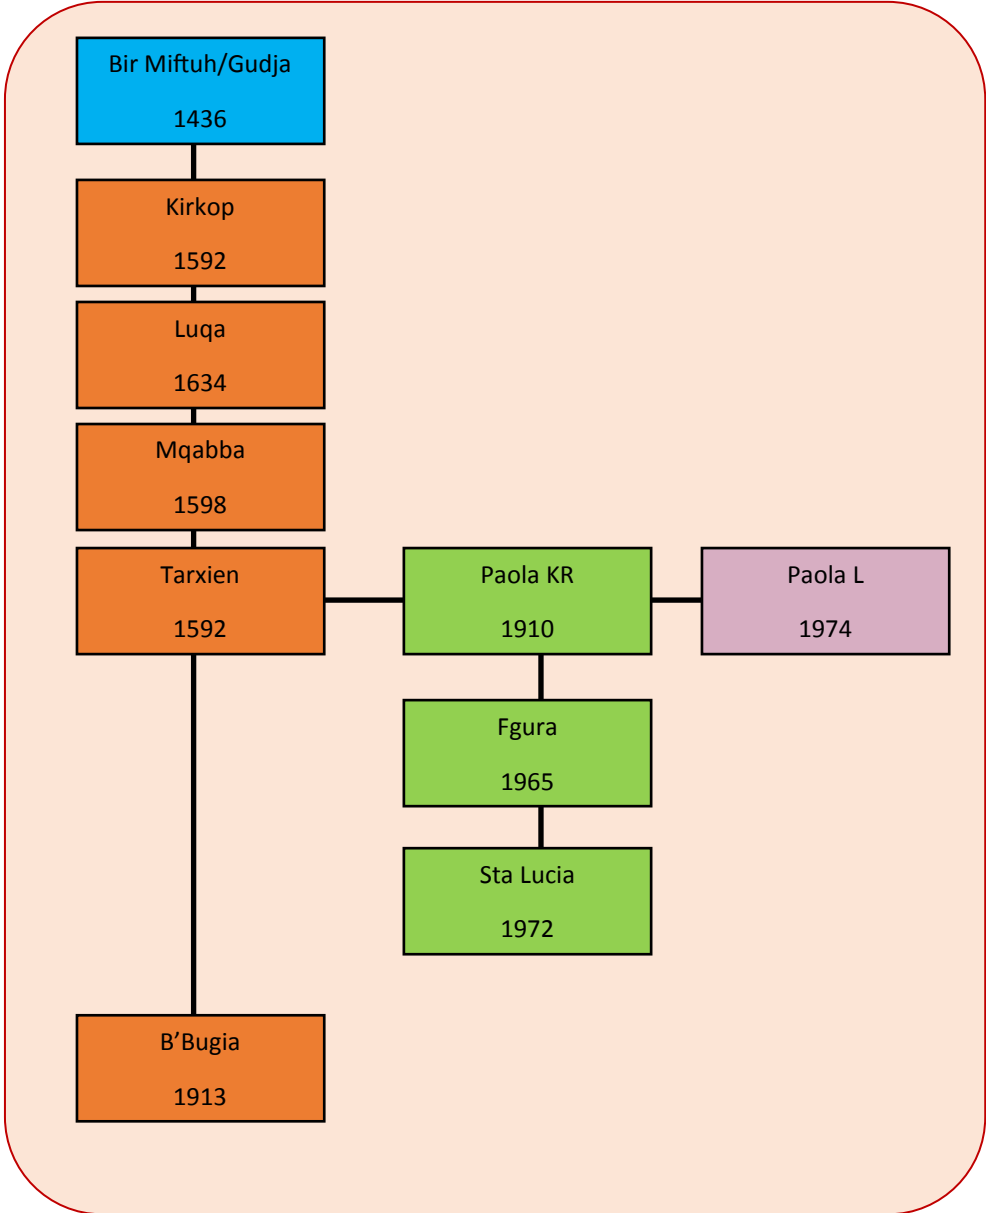 Bir Miftuh/Gudja
1436
Kirkop
1592
Luqa
1634
Mqabba
1598
Tarxien
1592
Paola KR
1910
Paola L
1974
Fgura
1965
Sta Lucia
1972
B’Bugia
1913